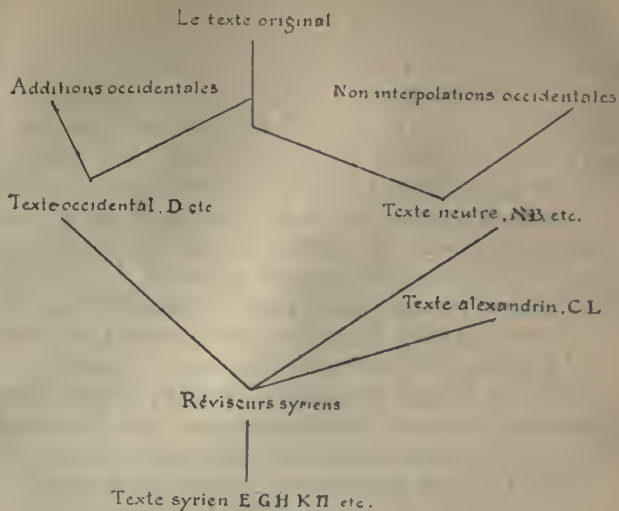 Le texte original
Additions occidentales
Non interpolations occidentales
Texte occidental, D. etc
Texte neutre, ℵB. etc.
Texte alexandrin, C L
Réviseurs syriens
Texte syrien E G H K Π etc.